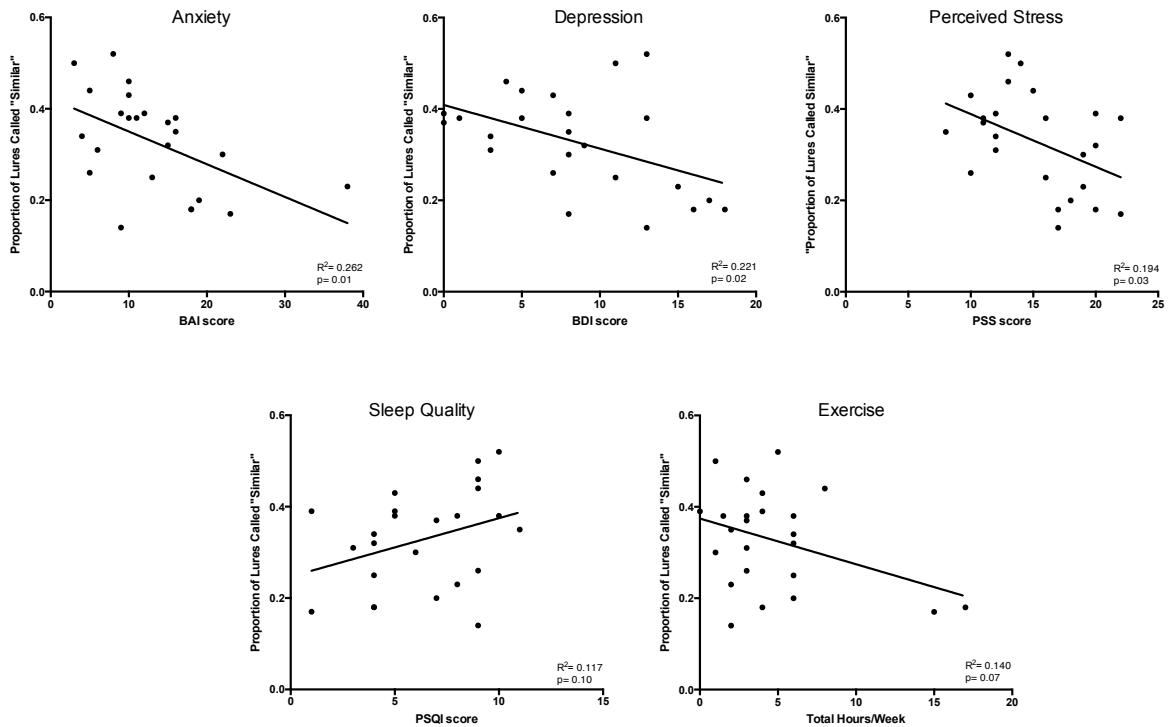 Anxiety
Proportion of Lures Called "Similar"
0.6
0.4
0.2
0.0
0 10 20 30 40
BAI score
R2= 0.262
p= 0.01
Depression
Proportion of Lures Called "Similar"
0.6
0.4
0.2
0.0
0 5 10 15 20
BDI score
R2= 0.221
p= 0.02
Perceived Stress
"Proportion of Lures Called Similar"
0.6
0.4
0.2
0.0
0 5 10 15 20 25
PSS score
R2= 0.194
p= 0.03
Sleep Quality
Proportion of Lures Called "Similar"
0.6
0.4
0.2
0.0
0 5 10 15
PSQI score
R2= 0.117
p= 0.10
Exercise
Proportion of Lures Called "Similar"
0.6
0.4
0.2
0.0
0 5 10 15 20
Total Hours/Week
R2= 0.140
p= 0.07